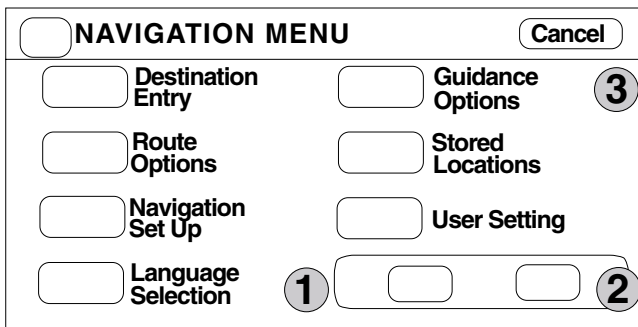 NAVIGATION MENU Cancel
Destination
Entry
Guidance
Options
3
Route
Options
Stored
Locations
Navigation
Set Up
User Setting
Language
Selection
1
2